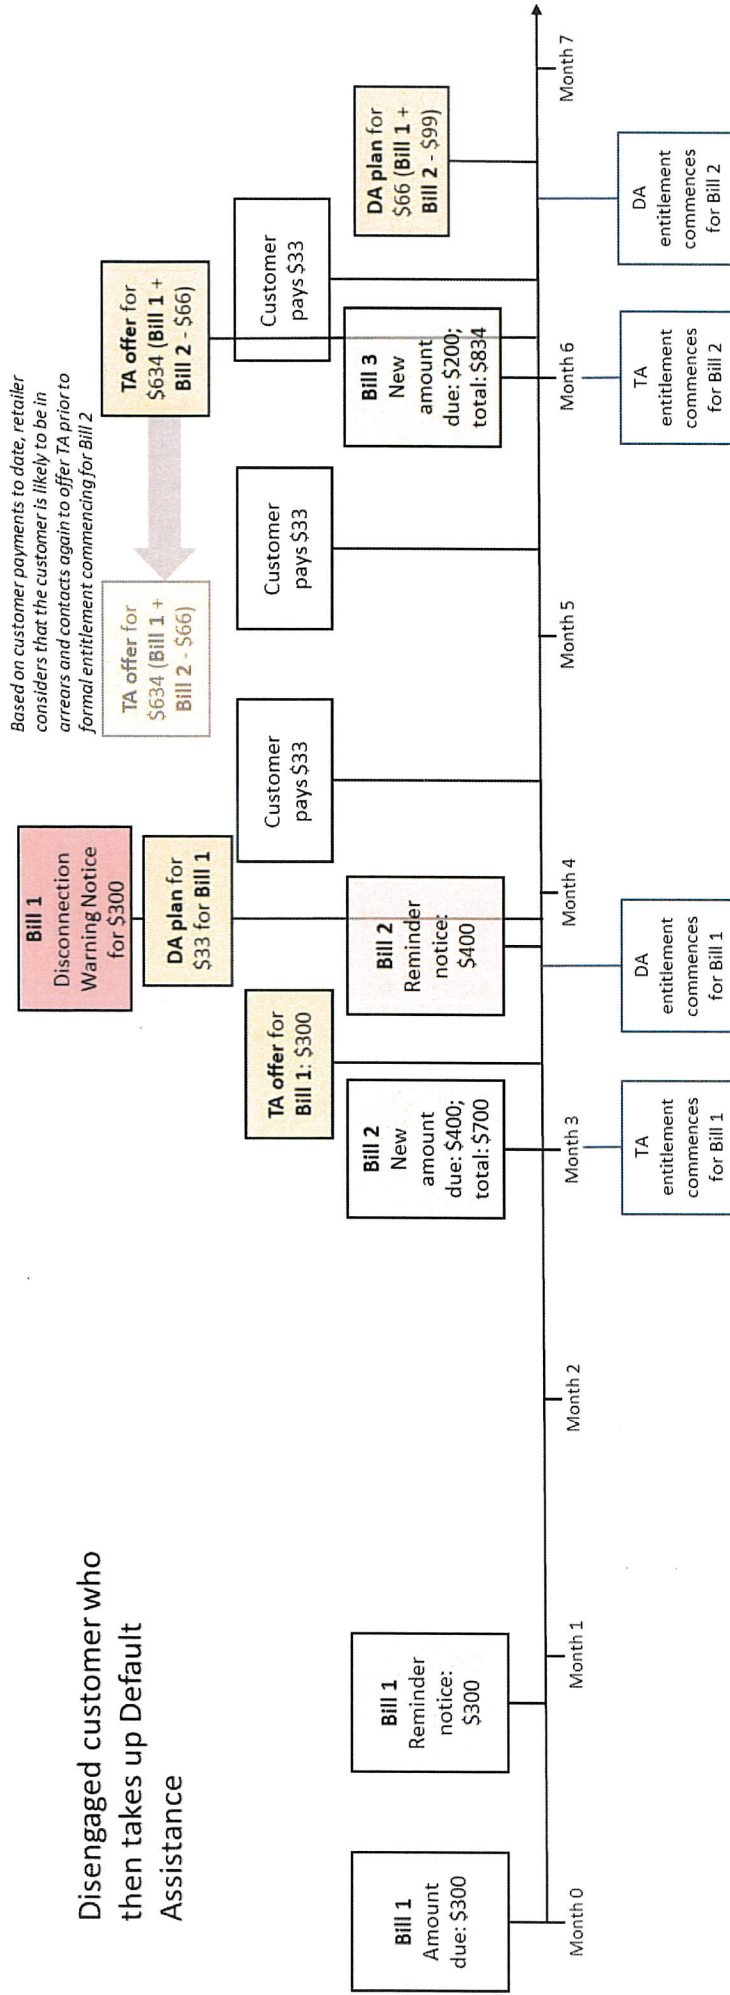 Disengaged customer who
then takes up Default
Assistance
Based on customer payments to date, retailer
considers that the customer is likely to be in
arrears and contacts again to offer TA prior to
formal entitlement commencing for Bill 2
Bill 1
Amount
due: $300
Bill 1
Reminder
notice:
$300
Bill 2
New
amount
due: $400;
total: $700
TA offer for
Bill 1: $300
Bill 1
Disconnection
Warning Notice
for $300
DA plan for
$33 for Bill 1
Bill 2
Reminder
notice:
$400
Customer
pays $33
TA offer for
$634 (Bill 1 +
Bill 2 - $66)
Customer
pays $33
TA offer for
$634 (Bill 1 +
Bill 2 - $66)
Bill 3
New
amount
due: $200;
total: $834
Customer
pays $33
DA plan for
$66 (Bill 1 +
Bill 2 - $99)
Month 0
Month 1
Month 2
Month 3
Month 4
Month 5
Month 6
Month 7
TA
entitlement
commences
for Bill 1
DA
entitlement
commences
for Bill 1
TA
entitlement
commences
for Bill 2
DA
entitlement
commences
for Bill 2